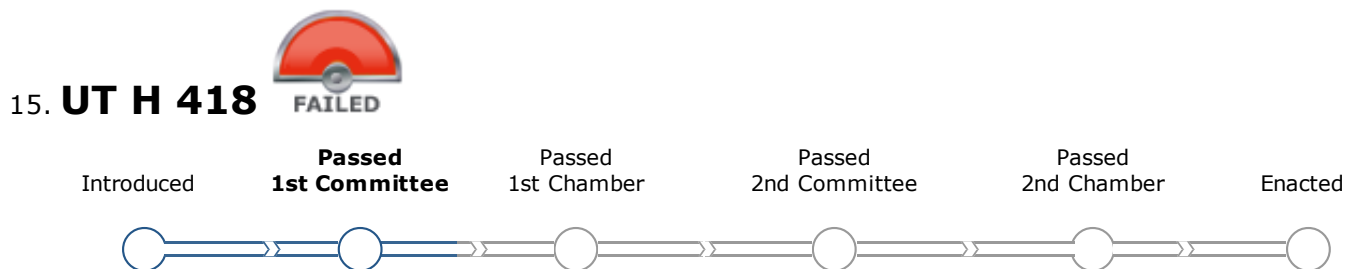 15. UT H 418
FAILED
Introduced
Passed
1st Committee
Passed
1st Chamber
Passed
2nd Committee
Passed
2nd Chamber
Enacted